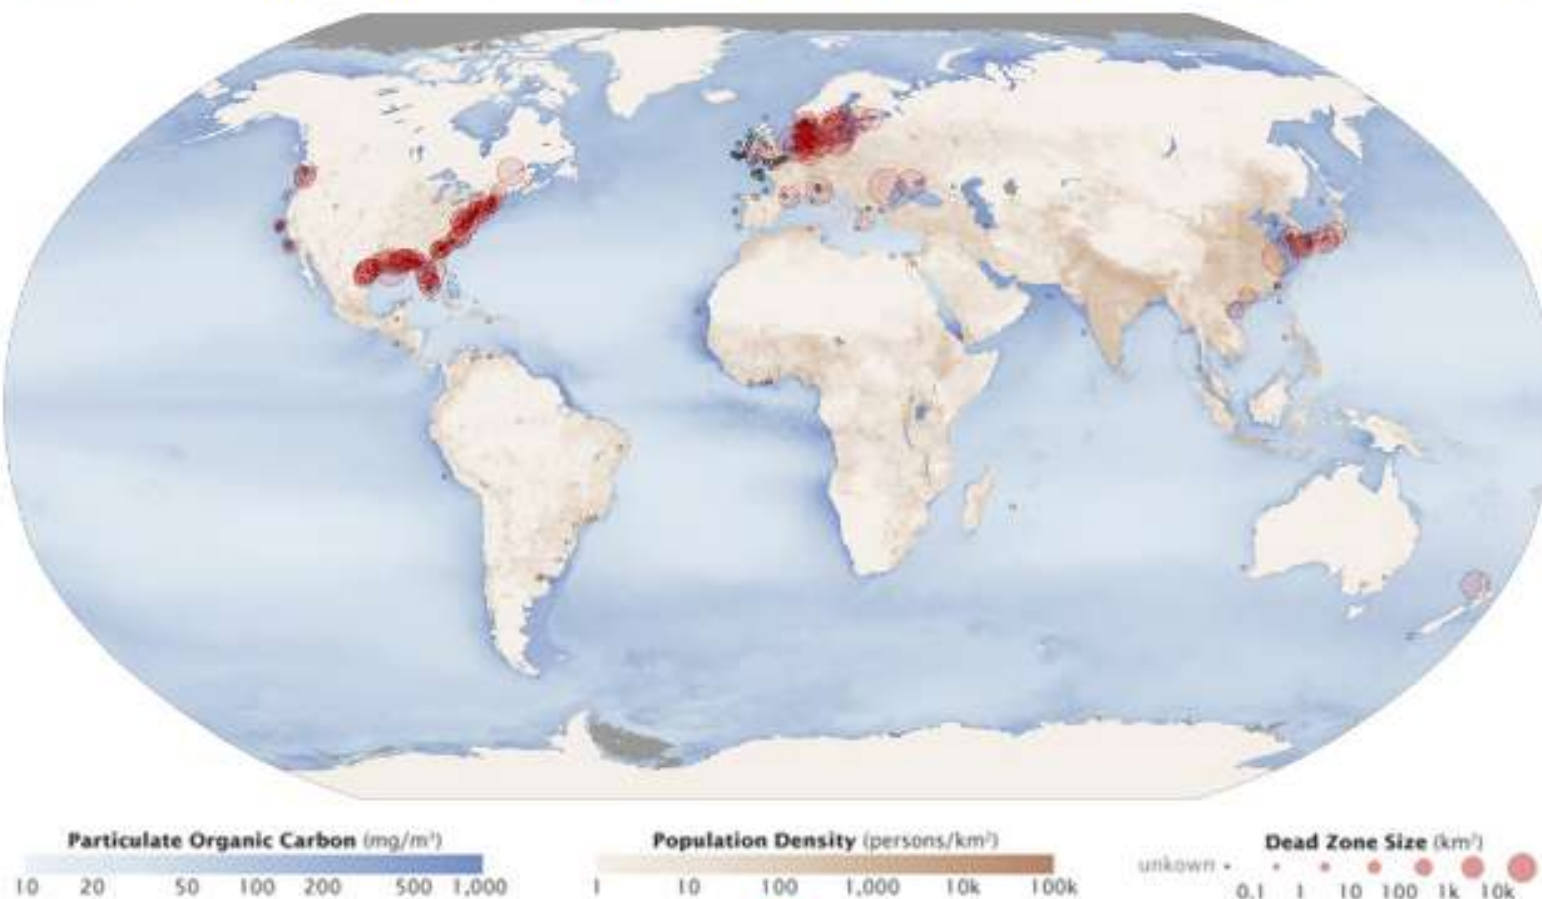 Particulate Organic Carbon (mg/m³)
10 20 50 100 200 500 1,000
Population Density (persons/km²)
1 10 100 1,000 10k 100k
Dead Zone Size (km²)
unkown
0.1 1 10 100 1k 10k